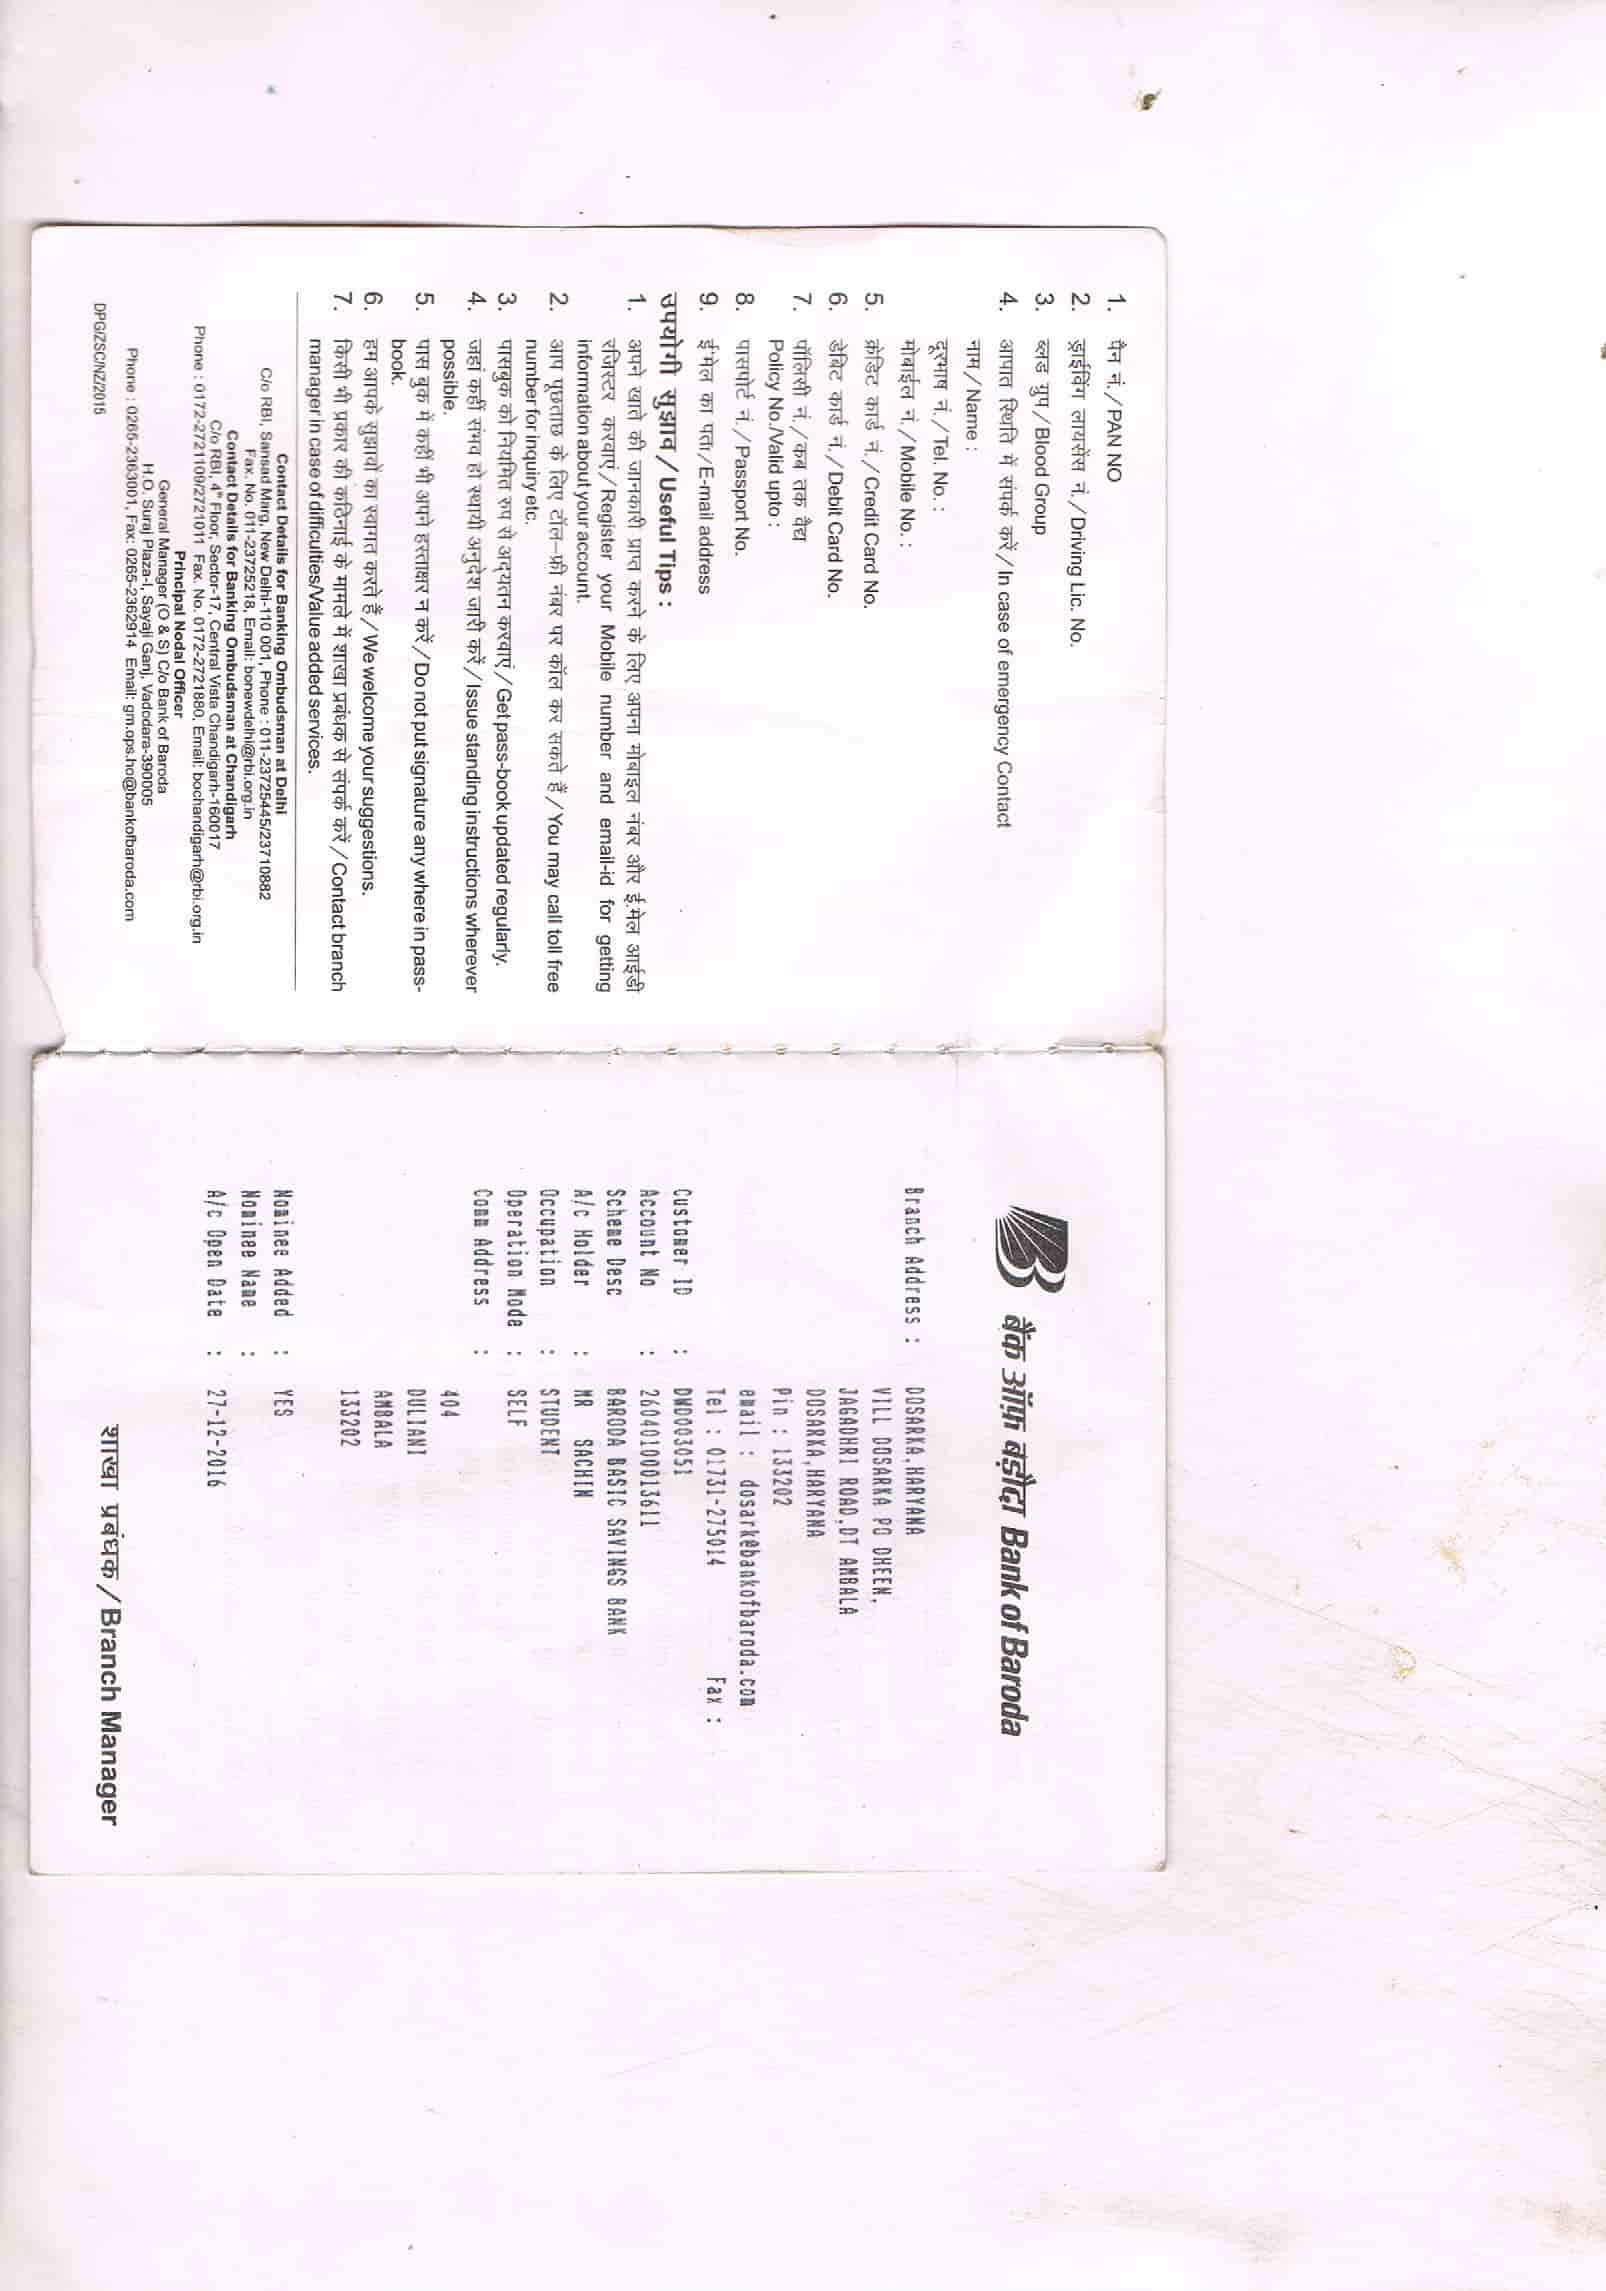 1. पैन नं./PAN NO
2. ड्राईविंग लायसेंस नं./Driving Lic. No.
3. ब्लड ग्रुप/Blood Group
4. आपात स्थिति में संपर्क करें/In case of emergency Contact
नाम/Name :
दूरभाष नं./Tel. No. :
मोबाईल नं./Mobile No. :
5. क्रेडिट कार्ड नं./Credit Card No.
6. डेबिट कार्ड नं./Debit Card No.
7. पॉलिसी नं./कब तक वैद्य
Policy No./Valid upto :
8. पासपोर्ट नं./Passport No.
9. ई'मेल का पता/E-mail address
उपयोगी सुझाव/Useful Tips :
1. अपने खाते की जानकारी प्राप्त करने के लिए अपना मोबाइल नंबर और ई.मेल आईडी
रजिस्टर करवाएं/Register your Mobile number and email-id for getting
information about your account.
2. आप पूछताछ के लिए टॉल-फ्री नंबर पर कॉल कर सकते हैं/You may call toll free
number for inquiry etc.
3. पासबुक को नियमित रुप से अद्यतन करवाएं/Get pass-book updated regularly.
4. जहां कहीं संभव हो स्थायी अनुदेश जारी करें/Issue standing instructions wherever
possible.
5. पास बुक में कहीं भी अपने हस्ताक्षर न करें/Do not put signature any where in pass-
book.
6. हम आपके सुझावों का स्वागत करते हैं/We welcome your suggestions.
7. किसी भी प्रकार की कठिनाई के मामले में शाखा प्रबंधक से संपर्क करें/Contact branch
manager in case of difficulties/Value added services.
Contact Details for Banking Ombudsman at Delhi
C/o RBI, Sansad Marg, New Delhi-110 001, Phone : 011-23725445/23710882
Fax. No. 011-23725218, Email: bonewdelhi@rbi.org.in
Contact Details for Banking Ombudsman at Chandigarh
C/o RBI, 4th Floor, Sector-17, Central Vista Chandigarh-160017
Phone : 0172-2721109/2721011 Fax. No. 0172-2721880, Email: bochandigarh@rbi.org.in
Principal Nodal Officer
General Manager (O & S) C/o Bank of Baroda
H.O. Suraj Plaza-I, Sayaji Ganj, Vadodara-390005
Phone : 0265-2363001, Fax: 0265-2362914 Email: gm.ops.ho@bankofbaroda.com
DPG/ZSC/NZ/2015
बैंक ऑफ़ बड़ौदा Bank of Baroda
Branch Address : DOSARKA,HARYANA
VILL DOSARKA PO DHEEN,
JAGADHRI ROAD,DT AMBALA
DOSARKA,HARYANA
Pin : 133202
email : dosark@bankofbaroda.com
Tel : 01731-275014 Fax :
Customer ID : DW0003051
Account No : 26040100013611
Scheme Desc BARODA BASIC SAVINGS BANK
A/c Holder : MR SACHIN
Occupation : STUDENT
Operation Mode : SELF
Comm Address :
404
DULIANI
AMBALA
133202
Nominee Added : YES
Nominee Name :
A/c Open Date : 27-12-2016
शाखा प्रबंधक/Branch Manager